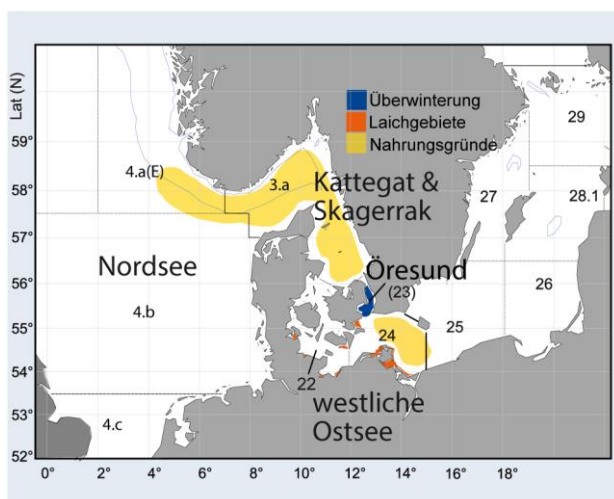 Lat (N)
Überwinterung
Laichgebiete
Nahrungsgründe
29
59°
4.a(E)
3.a
58°
Kattegat &
Skagerrak
27
28.1
57°
Nordsee
Öresund
56°
(23)
26
4.b
55°
24
25
54°
22
westliche
Ostsee
53°
4.c
52°
0° 2° 4° 6° 8° 10° 12° 14° 16° 18°